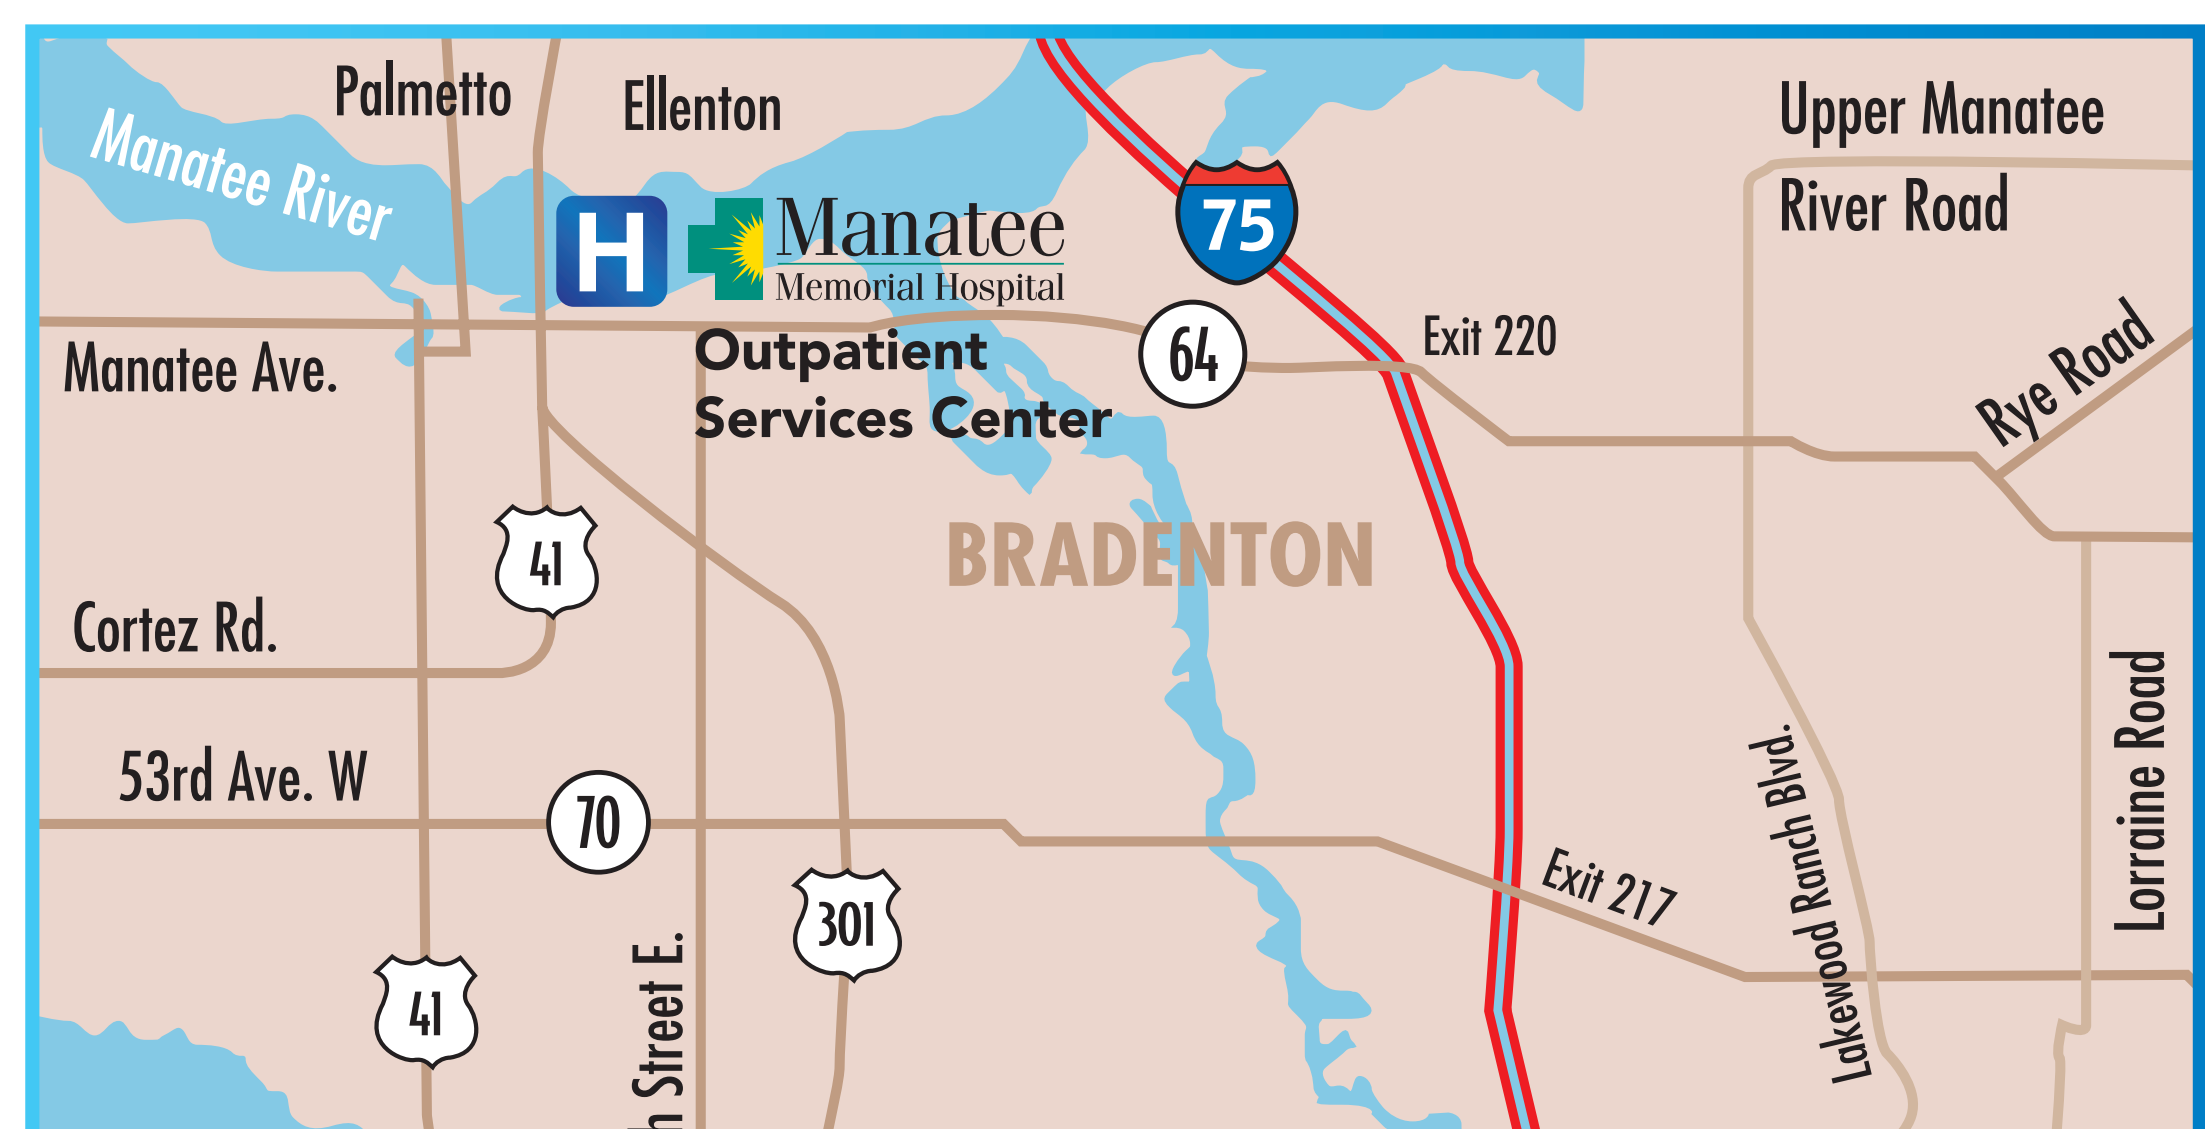 Palmetto
Ellenton
Upper Manatee
River Road
Manatee River
H
Manatee
Memorial Hospital
75
Outpatient
Services Center
64
Exit 220
Manatee Ave.
Rye Road
41
BRADENTON
Cortez Rd.
53rd Ave. W
70
Lakewood Ranch Blvd.
Lorraine Road
Exit 217
301
41
Street E.